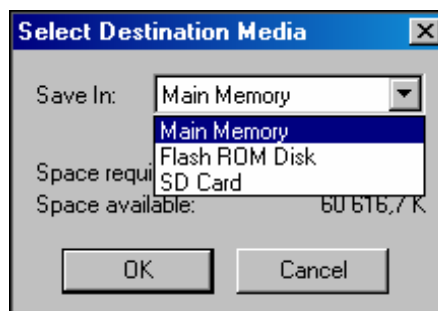 Select Destination Media
Save In: Main Memory
Main Memory
Flash ROM Disk
SD Card
Space requi
Space available: 60 616,7 K
OK Cancel